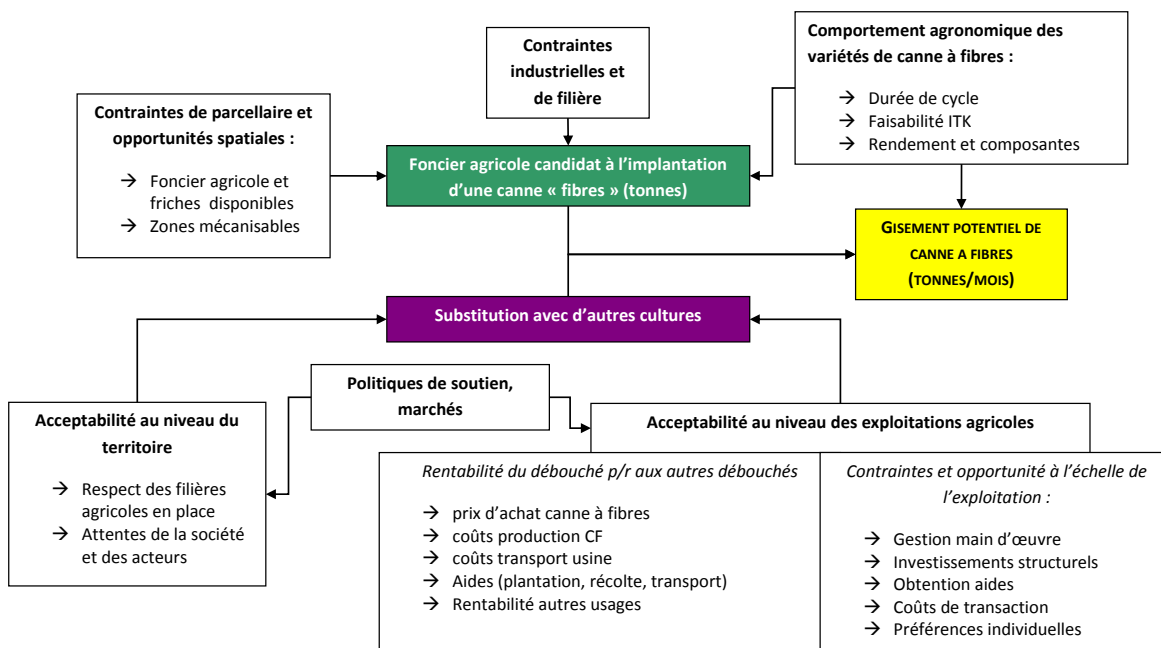 Contraintes
industrielles et
de filière
Comportement agronomique des
variétés de canne à fibres :
→ Durée de cycle
→ Faisabilité ITK
→ Rendement et composantes
Contraintes de parcellaire et
opportunités spatiales :
→ Foncier agricole et
friches disponibles
→ Zones mécanisables
Foncier agricole candidat à l’implantation
d’une canne « fibres » (tonnes)
GISEMENT POTENTIEL DE
CANNE A FIBRES
(TONNES/MOIS)
Substitution avec d’autres cultures
Politiques de soutien,
marchés
Acceptabilité au niveau du
territoire
→ Respect des filières
agricoles en place
→ Attentes de la société
et des acteurs
Acceptabilité au niveau des exploitations agricoles
Rentabilité du débouché p/r aux autres débouchés
→ prix d’achat canne à fibres
→ coûts production CF
→ coûts transport usine
→ Aides (plantation, récolte, transport)
→ Rentabilité autres usages
Contraintes et opportunité à l’échelle de
l’exploitation :
→ Gestion main d’œuvre
→ Investissements structurels
→ Obtention aides
→ Coûts de transaction
→ Préférences individuelles